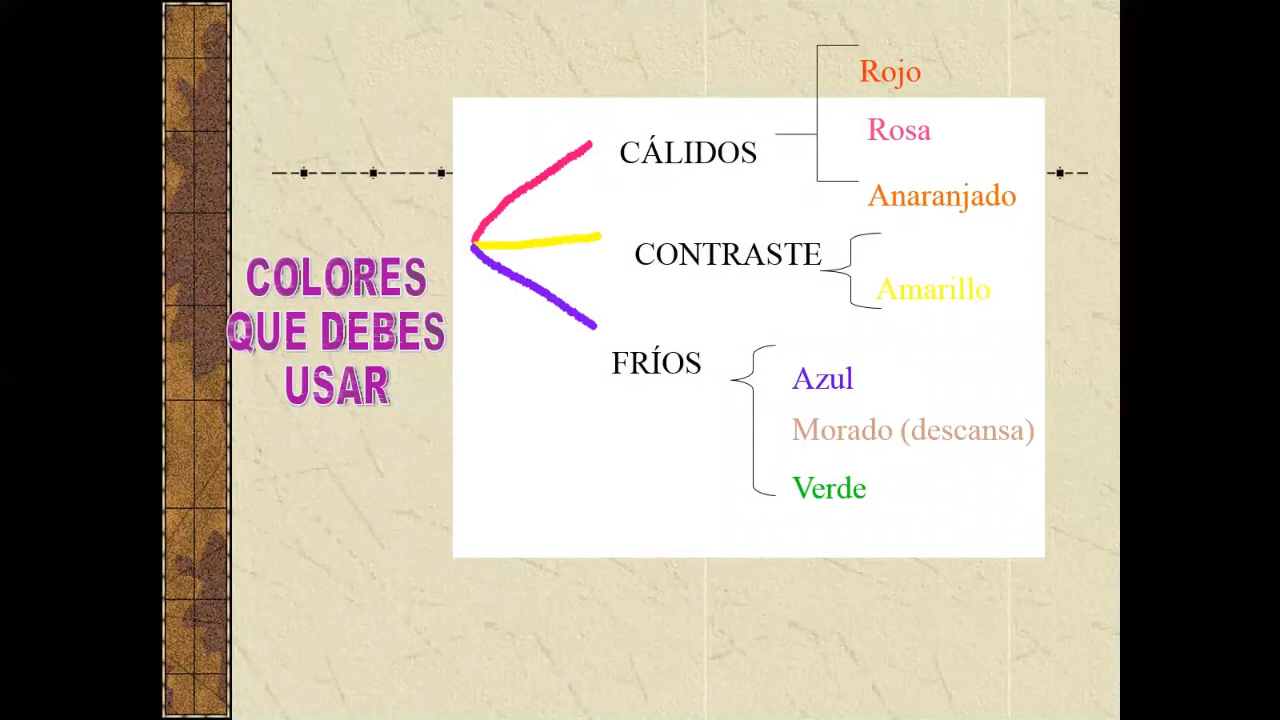 COLORES
QUE DEBES
USAR
CÁLIDOS
Rojo
Rosa
Anaranjado
CONTRASTE
Amarillo
FRÍOS
Azul
Morado (descansa)
Verde